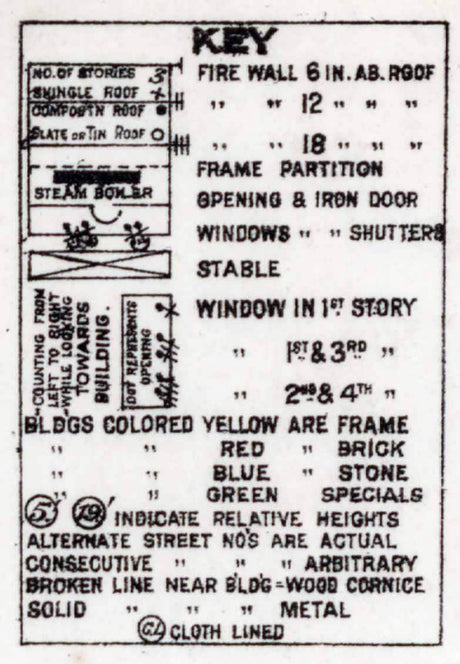 KEY
NO. OF STORIES 3
SHINGLE ROOF x
COMPOSTN ROOF ●
SLATE OR TIN ROOF O
STEAM BOILER
FIRE WALL 6 IN. AB. ROOF
" " 12 " " "
" " 18 " " "
FRAME PARTITION
OPENING & IRON DOOR
WINDOWS " " SHUTTERS
STABLE
"COUNTING FROM
LEFT TO RIGHT
"WHILE LOOKING
TOWARDS
BUILDING.
DOT REPRESENTS
OPENING
WINDOW IN 1ST STORY
" 1ST & 3RD "
" 2ND & 4TH "
BLDGS COLORED YELLOW ARE FRAME
" " RED " BRICK
" " BLUE " STONE
" " GREEN SPECIALS
5' 19' INDICATE RELATIVE HEIGHTS
ALTERNATE STREET NO'S ARE ACTUAL
CONSECUTIVE " " " ARBITRARY
BROKEN LINE NEAR BLDG = WOOD CORNICE
SOLID " " " METAL
CL CLOTH LINED